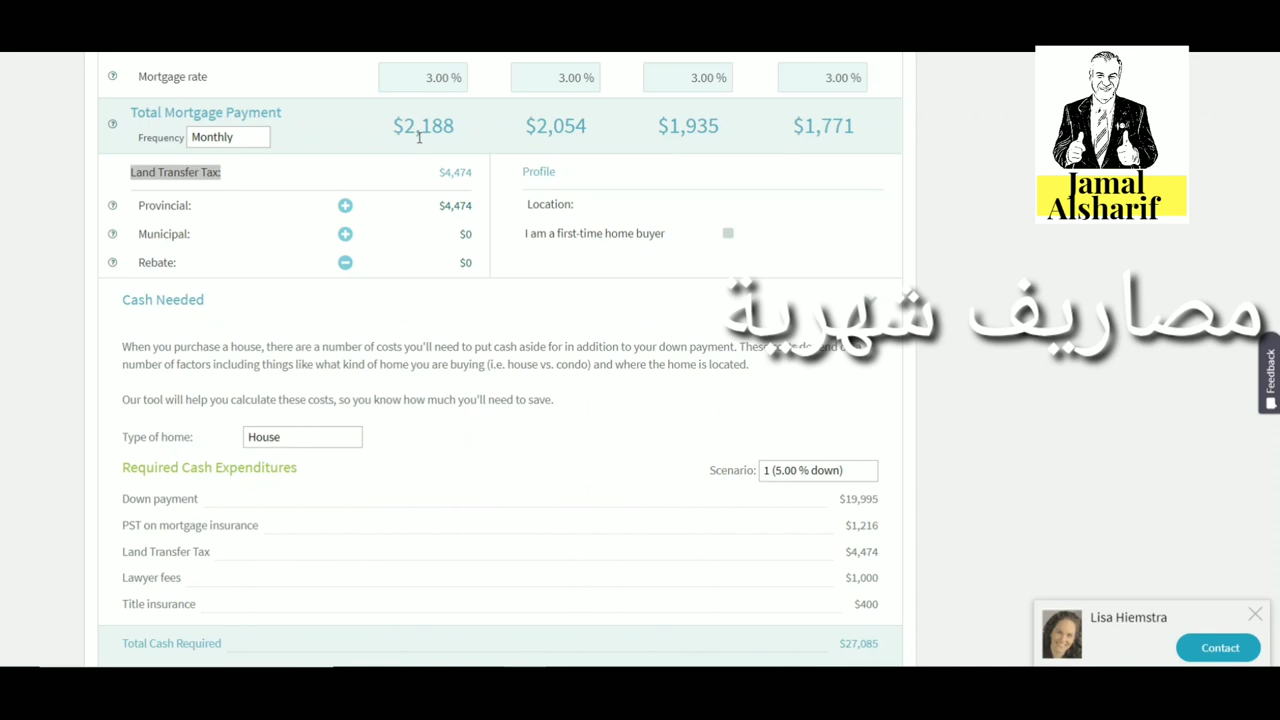 Mortgage rate 3.00 % 3.00 % 3.00 % 3.00 %
Total Mortgage Payment
Frequency Monthly $2,188 $2,054 $1,935 $1,771
Land Transfer Tax: $4,474
Provincial: $4,474
Municipal: $0
Rebate: $0
Profile
Location:
I am a first-time home buyer
Jamal
Alsharif
مصاريف شهرية
Cash Needed
When you purchase a house, there are a number of costs you'll need to put cash aside for in addition to your down payment. These
number of factors including things like what kind of home you are buying (i.e. house vs. condo) and where the home is located.
Our tool will help you calculate these costs, so you know how much you'll need to save.
Type of home: House
Required Cash Expenditures
Scenario: 1 (5.00 % down)
Down payment $19,995
PST on mortgage insurance $1,216
Land Transfer Tax $4,474
Lawyer fees $1,000
Title insurance $400
Total Cash Required $27,085
Feedback
Lisa Hiemstra
Contact